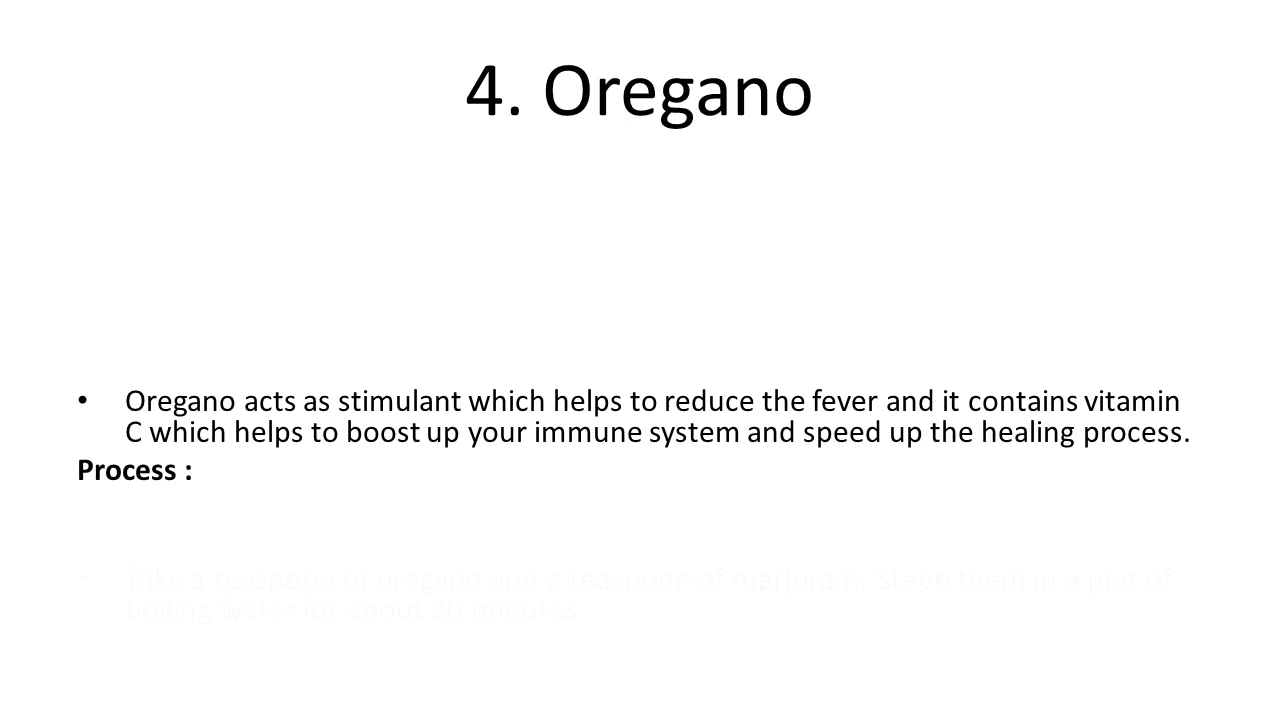 4. Oregano
• Oregano acts as stimulant which helps to reduce the fever and it contains vitamin
C which helps to boost up your immune system and speed up the healing process.
Process :
• Take a teaspoon of oregano and a teaspoon of marjoram. Steep them in a pint of
boiling water for about 30 minutes